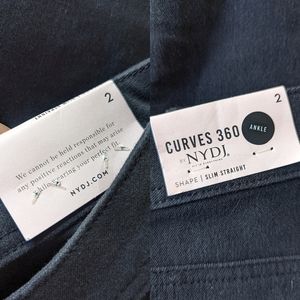 2
We cannot be held responsible for
any positive reactions that may arise
while wearing your perfect fit.
NYDJ.COM
2
CURVES 360
ANKLE
BY NYDJ
SHAPE | SLIM STRAIGHT